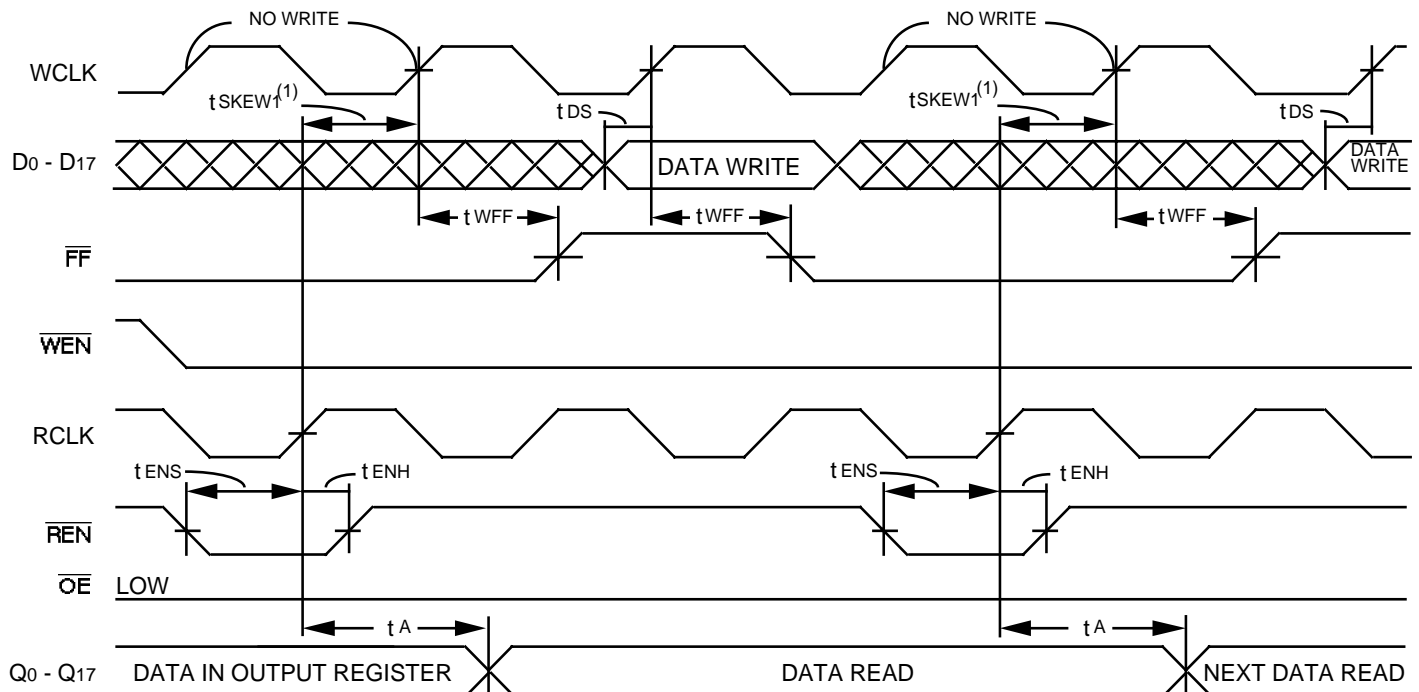 NO WRITE NO WRITE
WCLK
tSKEW1(1) tDS tSKEW1(1) tDS
D0 - D17 DATA WRITE DATA WRITE
tWFF tWFF tWFF
FF
WEN
RCLK
tENS tENH tENS tENH
REN
OE LOW
tA tA
Q0 - Q17 DATA IN OUTPUT REGISTER DATA READ NEXT DATA READ